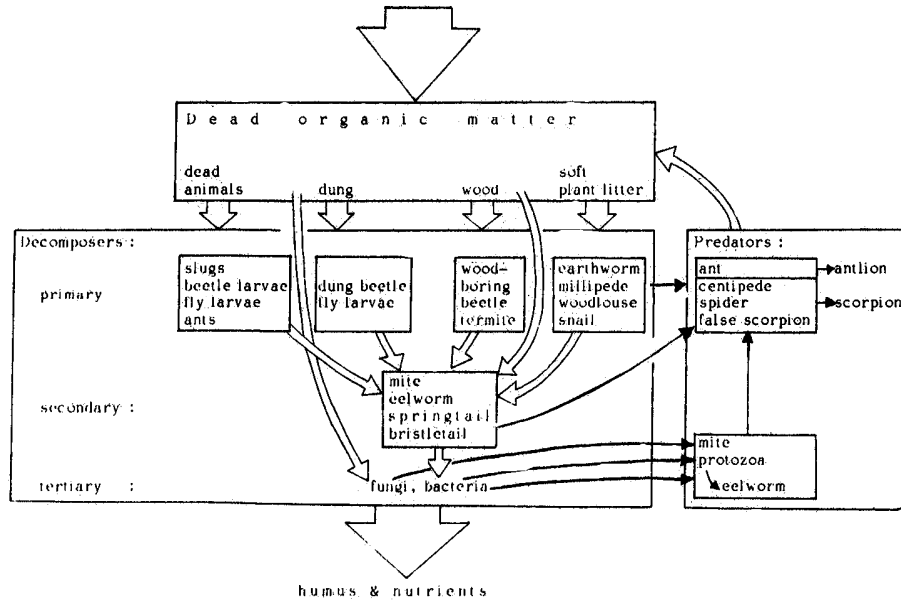 Dead organic matter
dead
animals
dung
wood
soft
plant litter
Decomposers :
primary
slugs
beetle larvae
fly larvae
ants
dung beetle
fly larvae
wood-
boring
beetle
termite
earthworm
millipede
woodlouse
snail
secondary :
mite
eelworm
springtail
bristletail
tertiary :
fungi, bacteria
Predators :
ant
antlion
centipede
spider
false scorpion
scorpion
mite
protozoa
eelworm
humus & nutrients